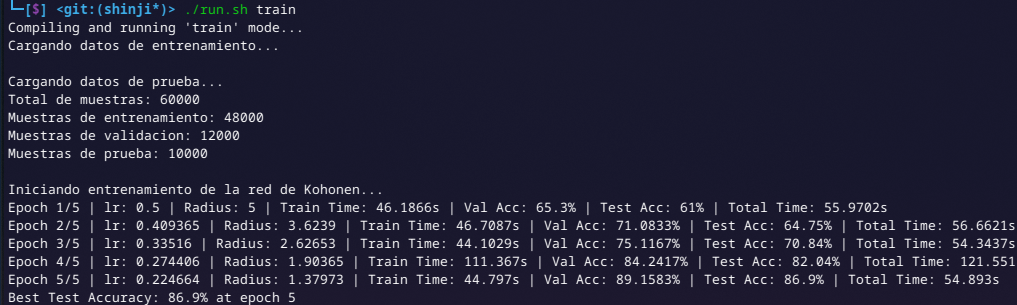 └─[$] <git:(shinji*)> ./run.sh train
Compiling and running 'train' mode...
Cargando datos de entrenamiento...
Cargando datos de prueba...
Total de muestras: 60000
Muestras de entrenamiento: 48000
Muestras de validacion: 12000
Muestras de prueba: 10000
Iniciando entrenamiento de la red de Kohonen...
Epoch 1/5 | lr: 0.5 | Radius: 5 | Train Time: 46.1866s | Val Acc: 65.3% | Test Acc: 61% | Total Time: 55.9702s
Epoch 2/5 | lr: 0.409365 | Radius: 3.6239 | Train Time: 46.7087s | Val Acc: 71.0833% | Test Acc: 64.75% | Total Time: 56.6621s
Epoch 3/5 | lr: 0.33516 | Radius: 2.62653 | Train Time: 44.1029s | Val Acc: 75.1167% | Test Acc: 70.84% | Total Time: 54.3437s
Epoch 4/5 | lr: 0.274406 | Radius: 1.90365 | Train Time: 111.367s | Val Acc: 84.2417% | Test Acc: 82.04% | Total Time: 121.551
Epoch 5/5 | lr: 0.224664 | Radius: 1.37973 | Train Time: 44.797s | Val Acc: 89.1583% | Test Acc: 86.9% | Total Time: 54.893s
Best Test Accuracy: 86.9% at epoch 5